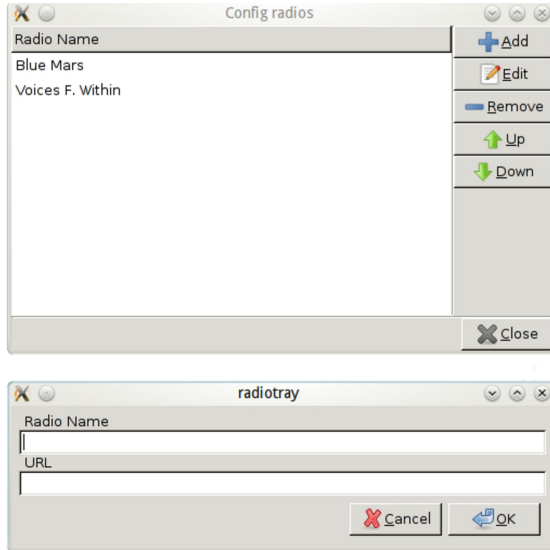 Config radios
Radio Name
Blue Mars
Voices F. Within
Add
Edit
Remove
Up
Down
Close
radiotray
Radio Name
URL
Cancel
OK